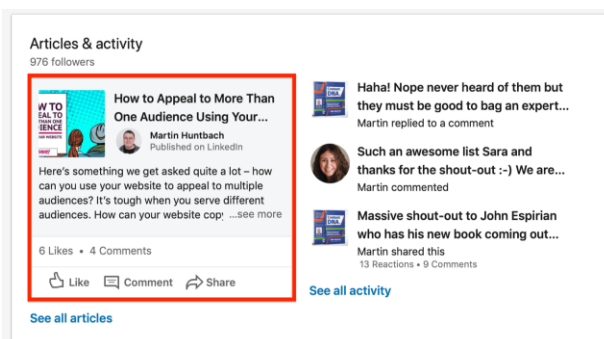 Articles & activity
976 followers
W TO
EAL TO
THAN ONE
IENCE
How to Appeal to More Than
One Audience Using Your...
Martin Huntbach
Published on LinkedIn
Here's something we get asked quite a lot – how
can you use your website to appeal to multiple
audiences? It's tough when you serve different
audiences. How can your website copy ...see more
6 Likes • 4 Comments
Like Comment Share
See all articles
Haha! Nope never heard of them but
they must be good to bag an expert...
Martin replied to a comment
Such an awesome list Sara and
thanks for the shout-out :-) We are...
Martin commented
Massive shout-out to John Espirian
who has his new book coming out...
Martin shared this
13 Reactions • 9 Comments
See all activity